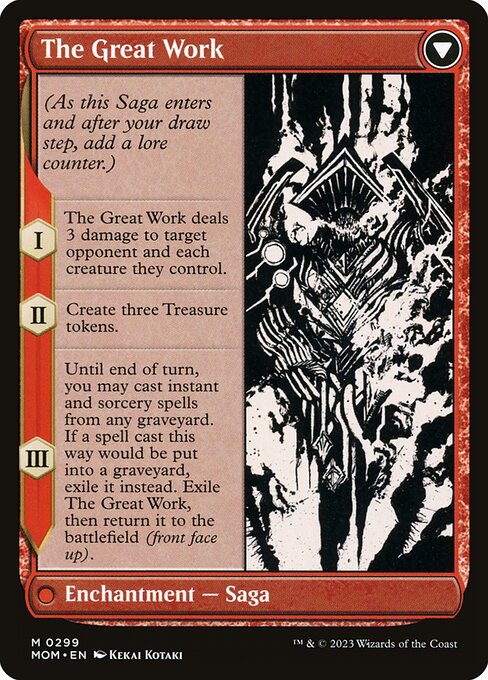 The Great Work
(As this Saga enters
and after your draw
step, add a lore
counter.)
I
The Great Work deals
3 damage to target
opponent and each
creature they control.
II
Create three Treasure
tokens.
III
Until end of turn,
you may cast instant
and sorcery spells
from any graveyard.
If a spell cast this
way would be put
into a graveyard,
exile it instead. Exile
The Great Work,
then return it to the
battlefield (front face
up).
Enchantment — Saga
M 0299
MOM • EN Kekai Kotaki
™ & © 2023 Wizards of the Coast